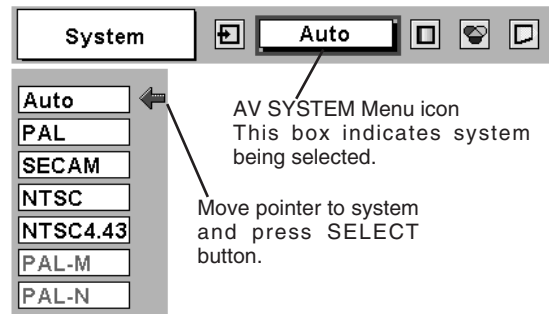 System
Auto
Auto
PAL
SECAM
NTSC
NTSC4.43
PAL-M
PAL-N
AV SYSTEM Menu icon
This box indicates system
being selected.
Move pointer to system
and press SELECT
button.